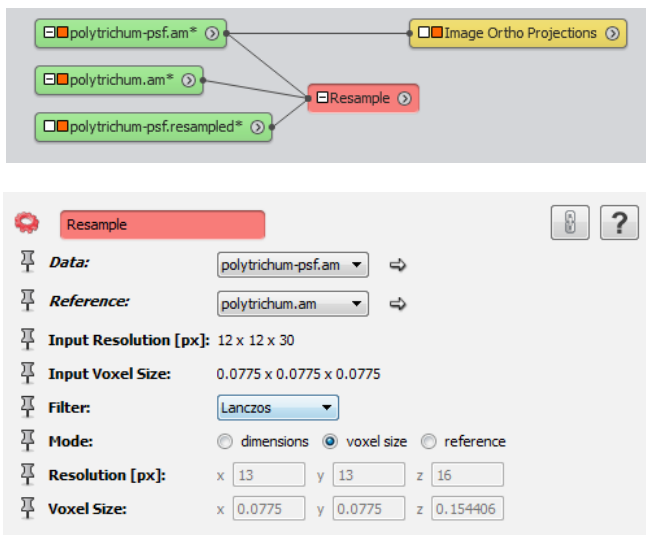 polytrichum-psf.am*
Image Ortho Projections
polytrichum.am*
Resample
polytrichum-psf.resampled*
Resample
?
Data: polytrichum-psf.am
Reference: polytrichum.am
Input Resolution [px]: 12 x 12 x 30
Input Voxel Size: 0.0775 x 0.0775 x 0.0775
Filter: Lanczos
Mode: dimensions voxel size reference
Resolution [px]: x 13 y 13 z 16
Voxel Size: x 0.0775 y 0.0775 z 0.154406